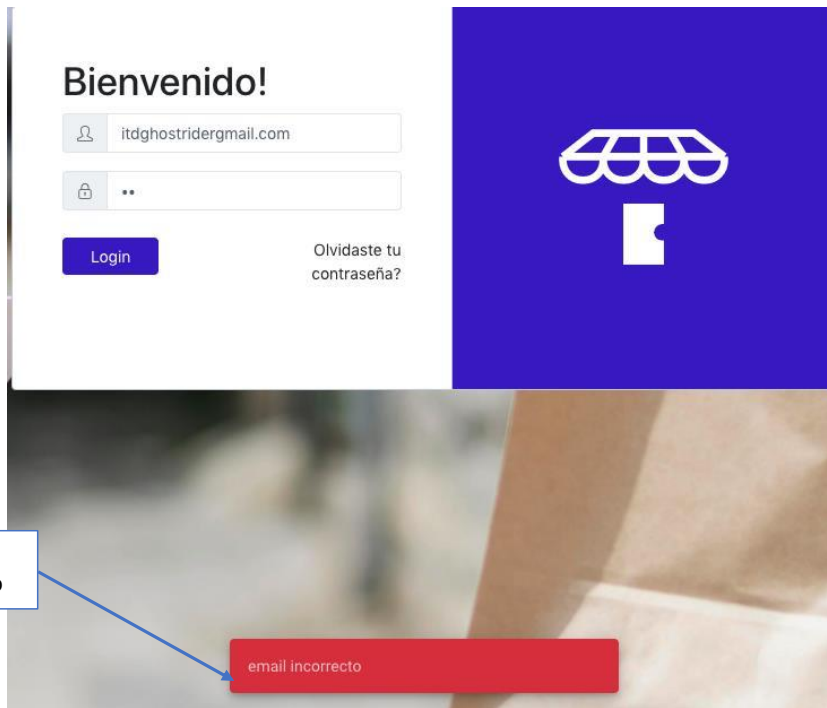 Bienvenido!
itdghostridergmail.com
••
Login
Olvidaste tu
contraseña?
email incorrecto